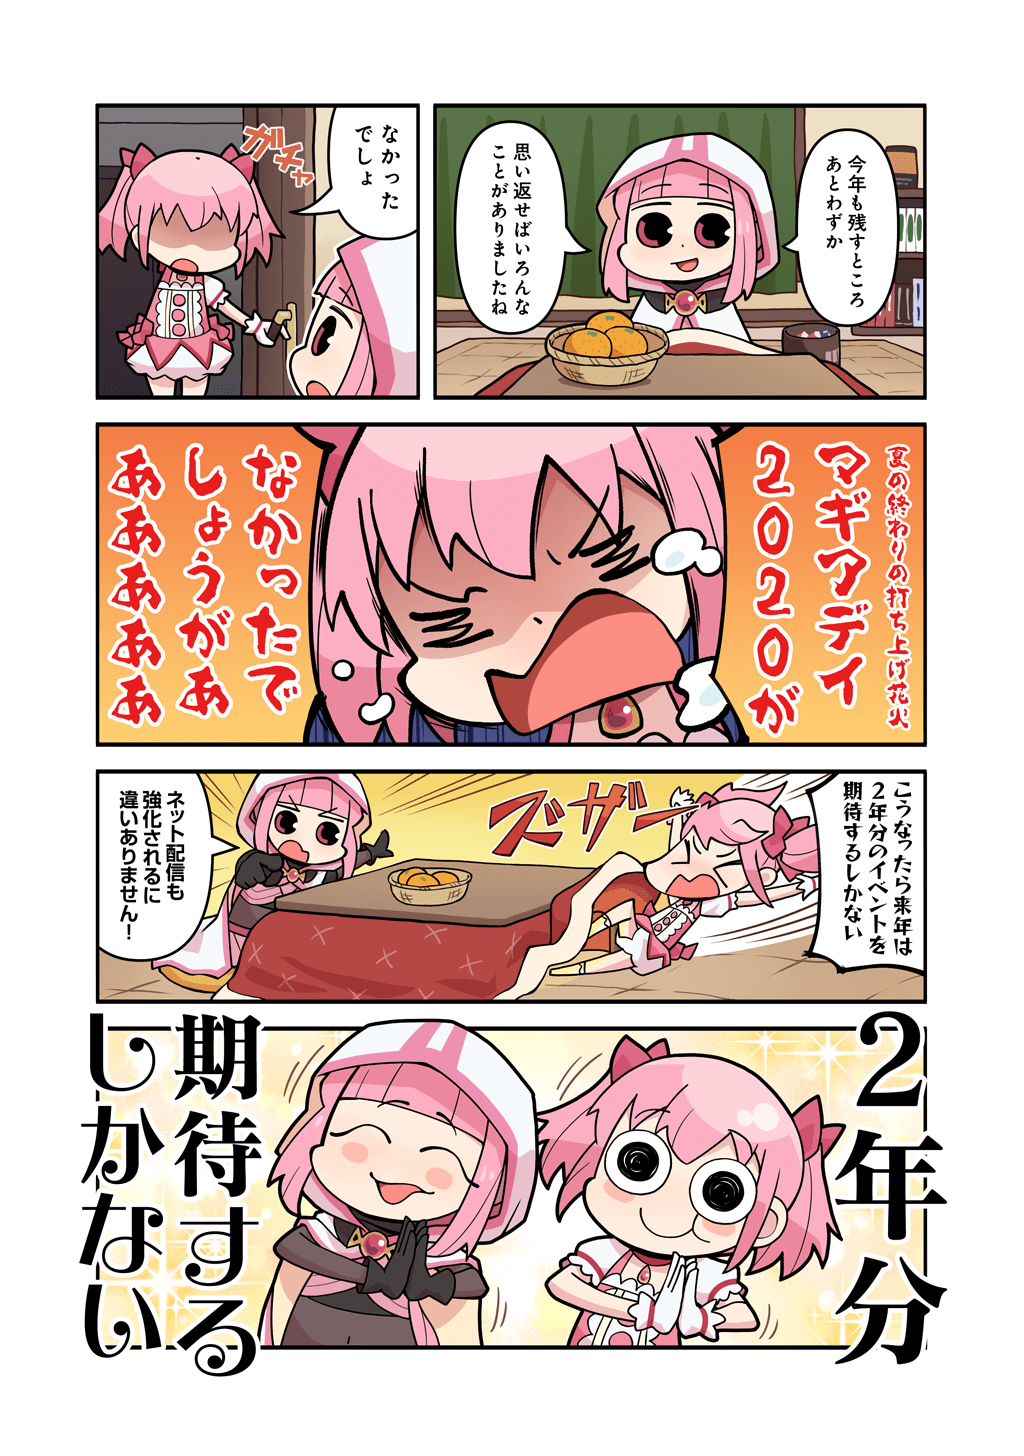 今年も残すところ
あとわずか
思い返せばいろんな
ことがありましたね
なかった
でしょ
ガチャ
夏の終わりの打ち上げ花火
マギアデイ
2020が
なかったで
しょうがぁ
ああああぁ
こうなったら来年は
2年分のイベントを
期待するしかない
ズザーー
ネット配信も
強化されるに
違いありません!
2年分
期待する
しかない